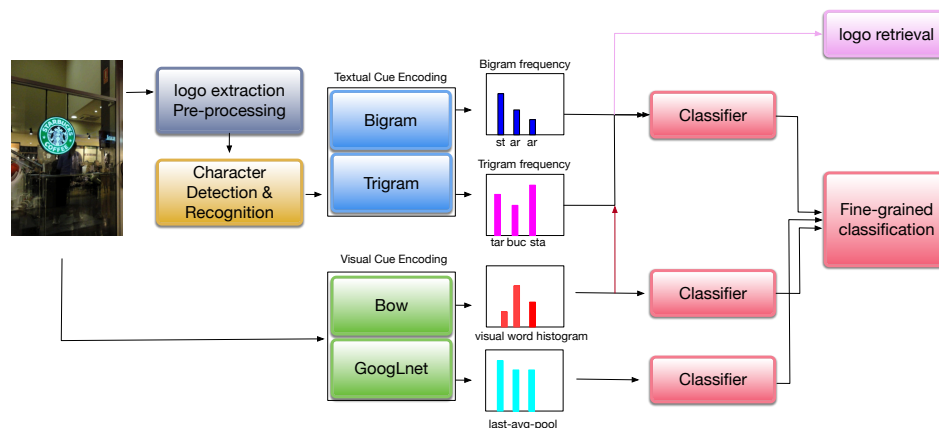 logo retrieval
Textual Cue Encoding
Bigram frequency
logo extraction
Pre-processing
STARBUCKS
COFFEE
Bigram
Classifier
st ar ar
Character
Detection &
Recognition
Trigram
Trigram frequency
tar buc sta
Fine-grained
classification
Visual Cue Encoding
Bow
Classifier
visual word histogram
GoogLnet
Classifier
last-avg-pool